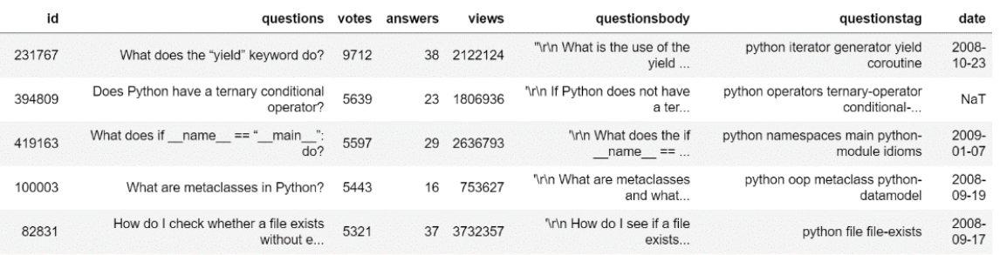 id questions votes answers views questionsbody questionstag date
231767 What does the “yield” keyword do? 9712 38 2122124 "\r\n What is the use of the yield ... python iterator generator yield coroutine 2008-10-23
394809 Does Python have a ternary conditional operator? 5639 23 1806936 "\r\n If Python does not have a ter... python operators ternary-operator conditional-... NaT
419163 What does if __name__ == “__main__”: do? 5597 29 2636793 "\r\n What does the if __name__ == ... python namespaces main python-module idioms 2009-01-07
100003 What are metaclasses in Python? 5443 16 753627 "\r\n What are metaclasses and what... python oop metaclass python-datamodel 2008-09-19
82831 How do I check whether a file exists without e... 5321 37 3732357 "\r\n How do I see if a file exists... python file file-exists 2008-09-17